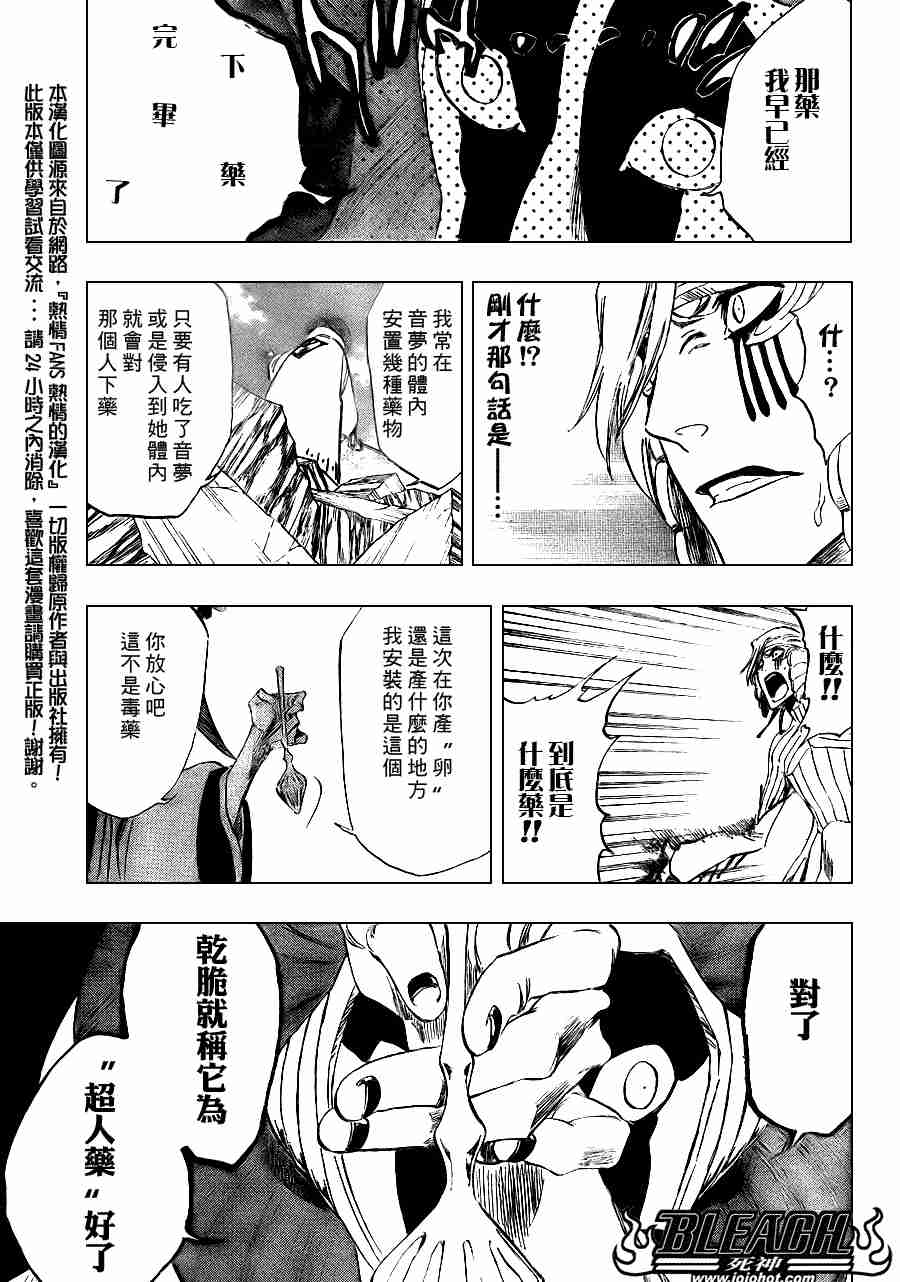 那藥
我早已經
下藥
完畢
了
什…?
什麼!?
剛才那句話是——…
我常在
音夢的體內
安置幾種藥物
只要有人吃了音夢
或是侵入到她體內
就會對
那個人下藥
什麼!!
到底是
什麼藥!!
這次在你產〝卵〞
還是產什麼的地方
我安裝的是這個
你放心吧
這不是毒藥
對了
乾脆就稱它為
〝超人藥〞好了
本漢化圖源來自於網路,『熱情FANS熱情的漢化』一切版權歸原作者與出版社擁有!
此版本僅供學習試看交流...請24小時之內消除,喜歡這套漫畫請購買正版!謝謝。
BLEACH
死神
www.jojohot.com